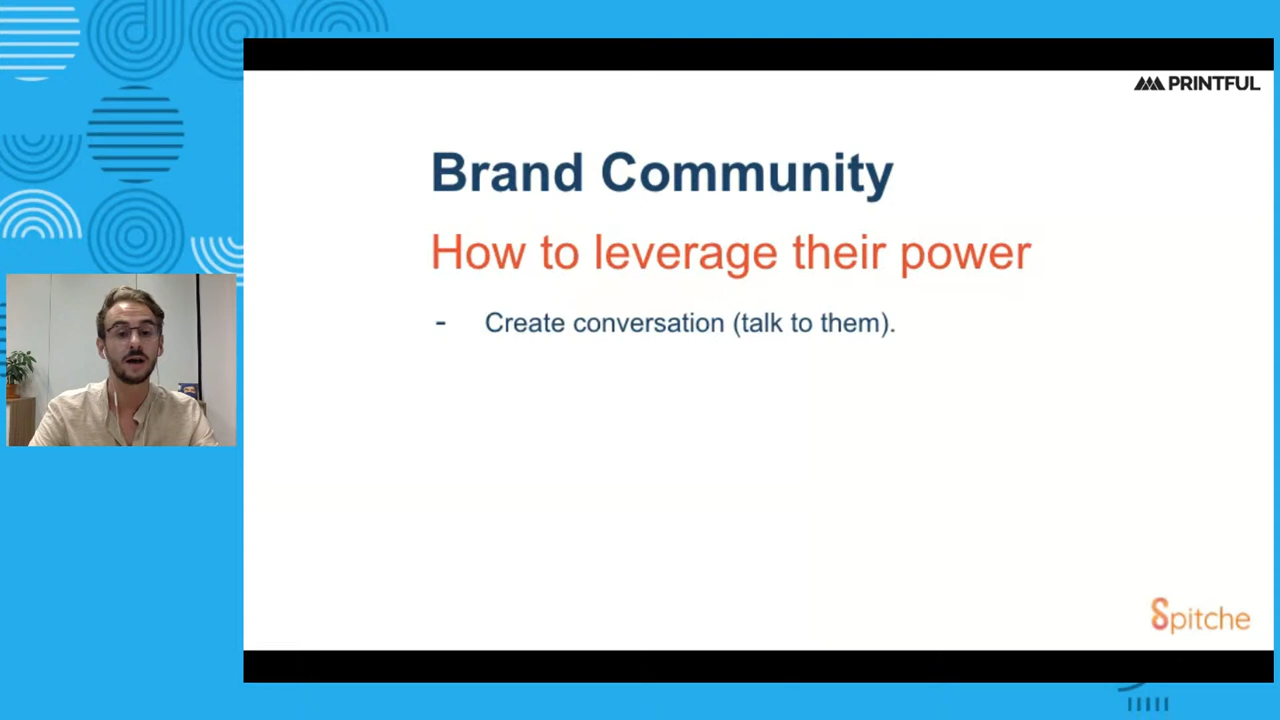 PRINTFUL
Brand Community
How to leverage their power
- Create conversation (talk to them).
Spitche